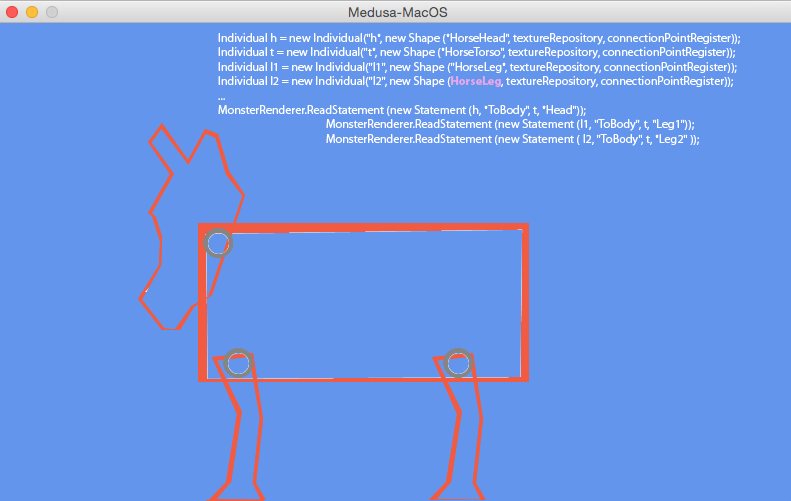 Medusa-MacOS
Individual h = new Individual("h", new Shape ("HorseHead", textureRepository, connectionPointRegister));
Individual t = new Individual("t", new Shape ("HorseTorso", textureRepository, connectionPointRegister));
Individual l1 = new Individual("l1", new Shape ("HorseLeg", textureRepository, connectionPointRegister));
Individual l2 = new Individual("l2", new Shape (HorseLeg, textureRepository, connectionPointRegister));
...
MonsterRenderer.ReadStatement (new Statement (h, "ToBody", t, "Head"));
MonsterRenderer.ReadStatement (new Statement (l1, "ToBody", t, "Leg1"));
MonsterRenderer.ReadStatement (new Statement ( l2, "ToBody", t, "Leg2" ));